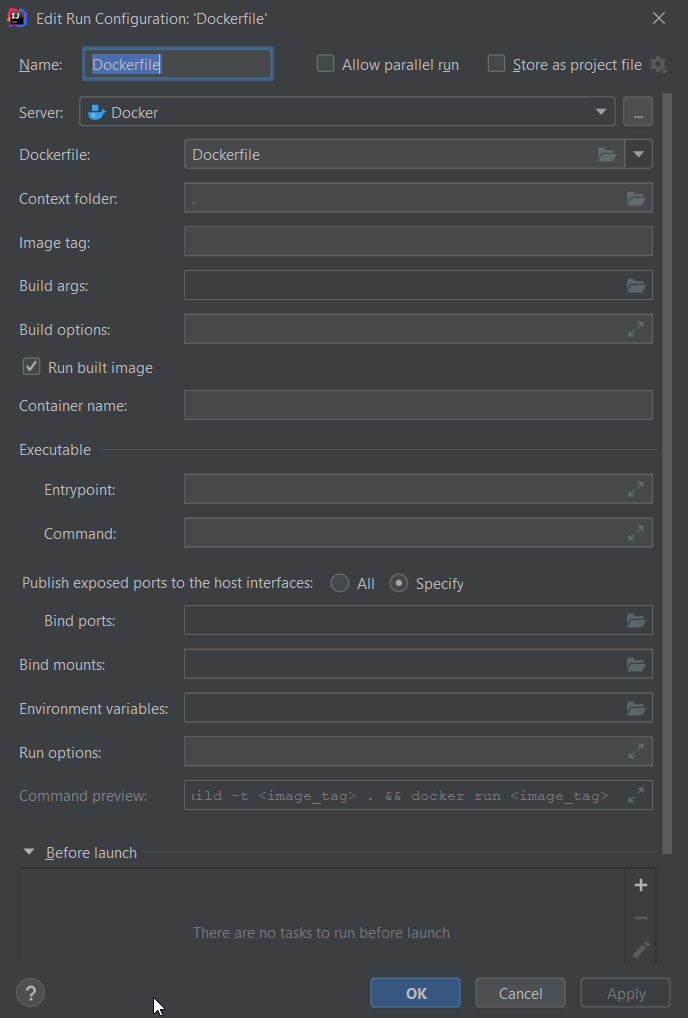 Edit Run Configuration: 'Dockerfile'
Name: Dockerfile Allow parallel run Store as project file
Server: Docker ...
Dockerfile: Dockerfile
Context folder: .
Image tag:
Build args:
Build options:
Run built image
Container name:
Executable
Entrypoint:
Command:
Publish exposed ports to the host interfaces: All Specify
Bind ports:
Bind mounts:
Environment variables:
Run options:
Command preview: uild -t <image_tag> . && docker run <image_tag>
Before launch
There are no tasks to run before launch
? OK Cancel Apply